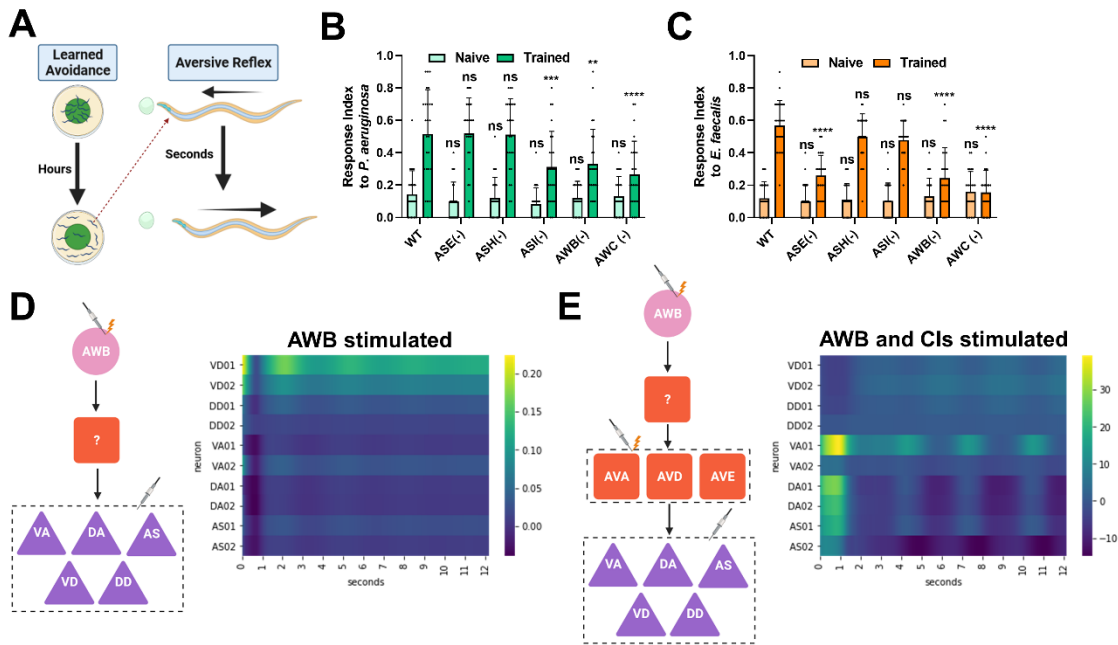 A
Learned
Avoidance
Aversive Reflex
Hours
Seconds
B
Naive
Trained
Response Index
to P. aeruginosa
1.0
0.8
0.6
0.4
0.2
0.0
ns
ns
ns
ns
ns
***
ns
**
ns
****
WT
ASE(-)
ASH(-)
ASI(-)
AWB(-)
AWC (-)
C
Naive
Trained
Response Index
to E. faecalis
1.0
0.8
0.6
0.4
0.2
0.0
ns
****
ns
ns
ns
ns
ns
****
ns
****
WT
ASE(-)
ASH(-)
ASI(-)
AWB(-)
AWC (-)
D
AWB
?
VA
DA
AS
VD
DD
AWB stimulated
neuron
VD01
VD02
DD01
DD02
VA01
VA02
DA01
DA02
AS01
AS02
0 1 2 3 4 5 6 7 8 9 10 11 12
seconds
0.20
0.15
0.10
0.05
0.00
E
AWB
?
AVA
AVD
AVE
VA
DA
AS
VD
DD
AWB and CIs stimulated
neuron
VD01
VD02
DD01
DD02
VA01
VA02
DA01
DA02
AS01
AS02
0 1 2 3 4 5 6 7 8 9 10 11 12
seconds
30
20
10
0
−10